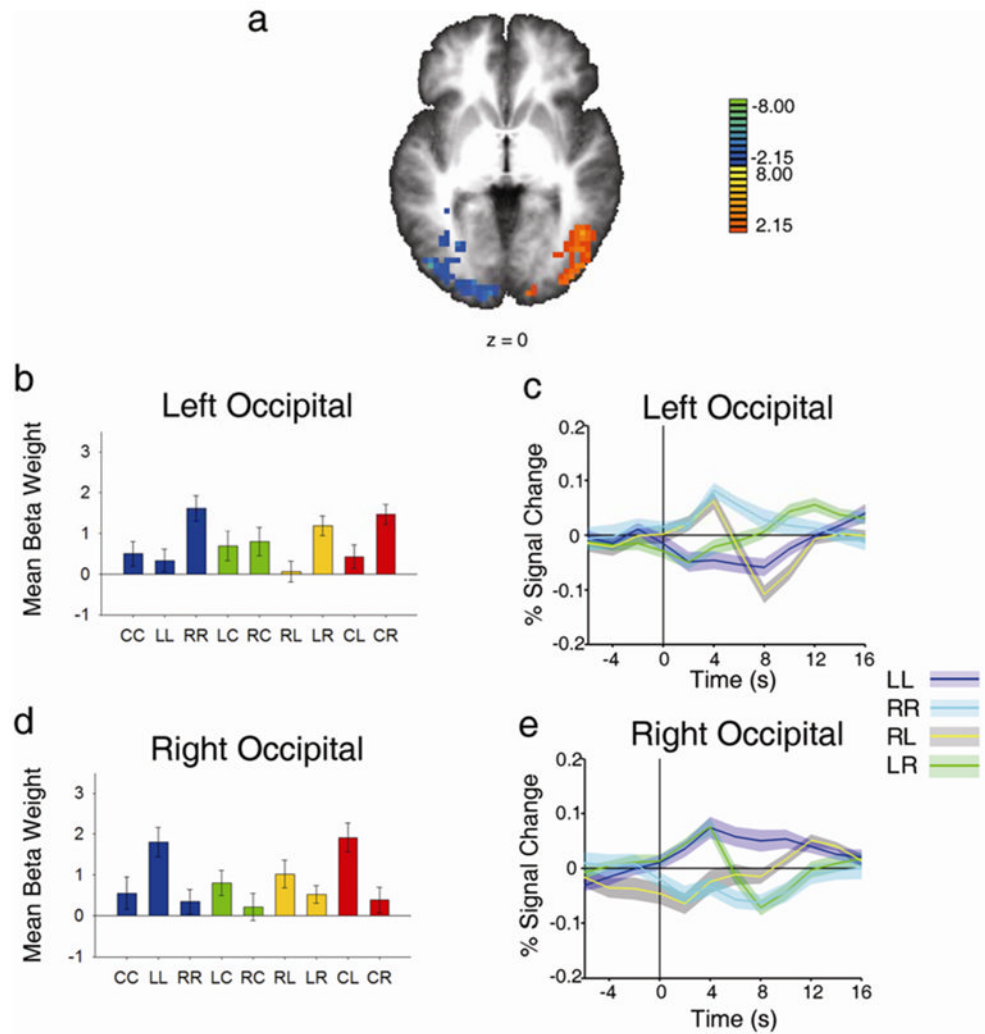 a
-8.00
-2.15
8.00
2.15
z = 0
b
Left Occipital
Mean Beta Weight
3
2
1
0
-1
CC LL RR LC RC RL LR CL CR
c
Left Occipital
% Signal Change
0.2
0.1
0
-0.1
-0.2
-4 0 4 8 12 16
Time (s)
LL
RR
RL
LR
d
Right Occipital
Mean Beta Weight
3
2
1
0
-1
CC LL RR LC RC RL LR CL CR
e
Right Occipital
% Signal Change
0.2
0.1
0
-0.1
-0.2
-4 0 4 8 12 16
Time (s)